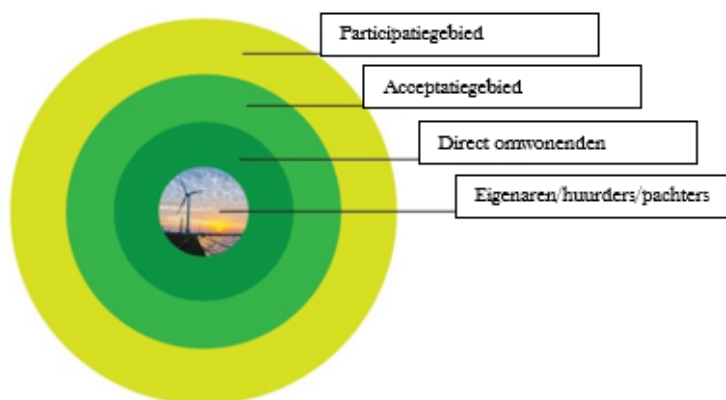 Participatiegebied
Acceptatiegebied
Direct omwonenden
Eigenaren/huurders/pachters